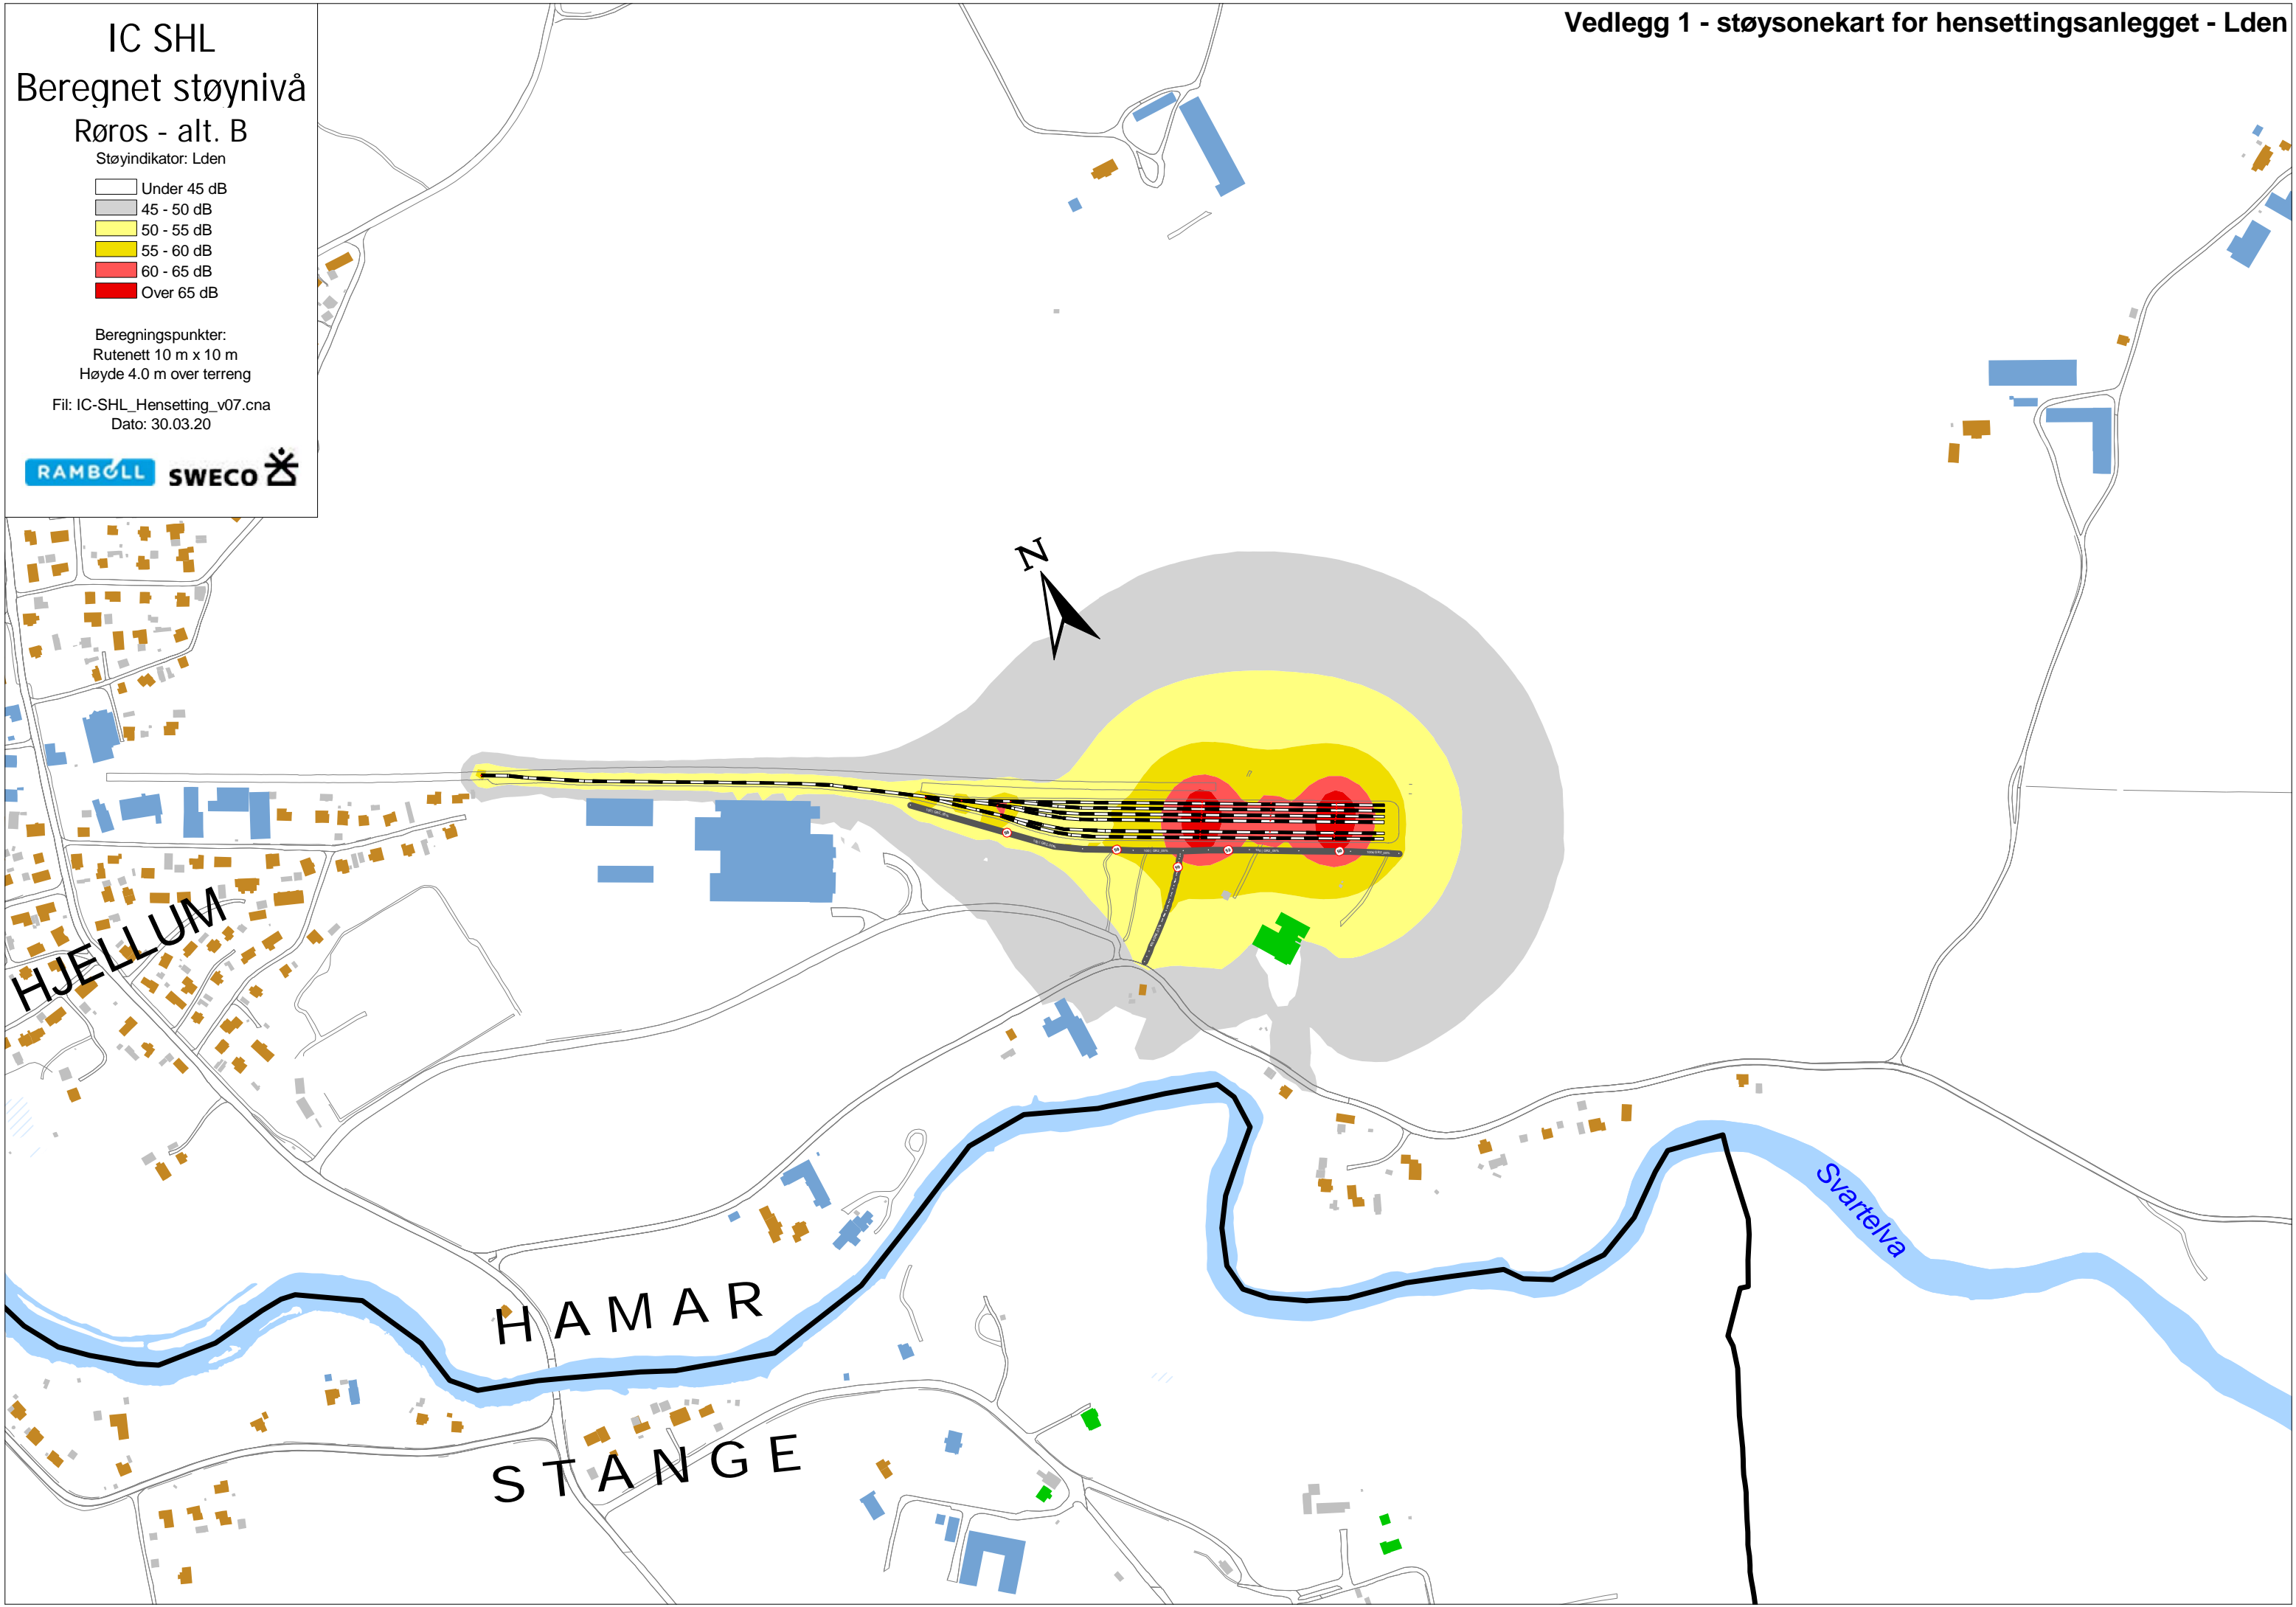 Vedlegg 1 - støysonekart for hensettingsanlegget - Lden
IC SHL
Beregnet støynivå
Røros - alt. B
Støyindikator: Lden
Under 45 dB
45 - 50 dB
50 - 55 dB
55 - 60 dB
60 - 65 dB
Over 65 dB
Beregningspunkter:
Rutenett 10 m x 10 m
Høyde 4.0 m over terreng
Fil: IC-SHL_Hensetting_v07.cna
Dato: 30.03.20
RAMBOLL SWECO
N
HJELLUM
HAMAR
STANGE
Svartelva